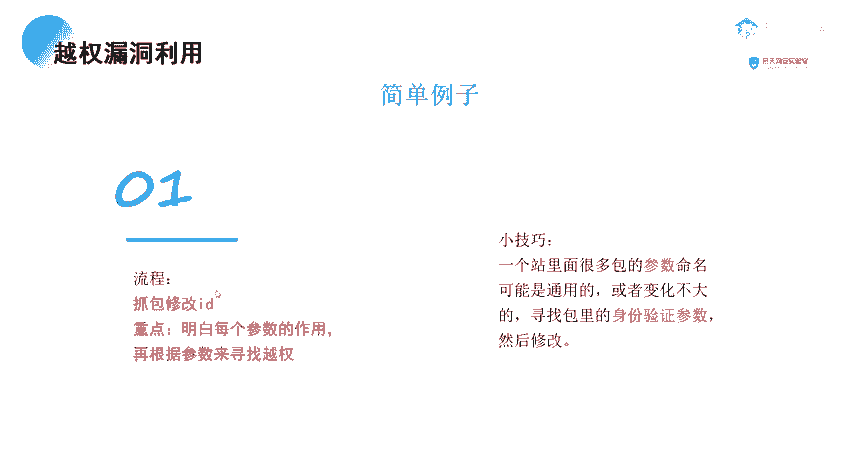 越权漏洞利用
简单例子
01
流程：
抓包修改id
重点：明白每个参数的作用，
再根据参数来寻找越权
小技巧：
一个站里面很多包的参数命名
可能是通用的，或者变化不大
的，寻找包里的身份验证参数，
然后修改。